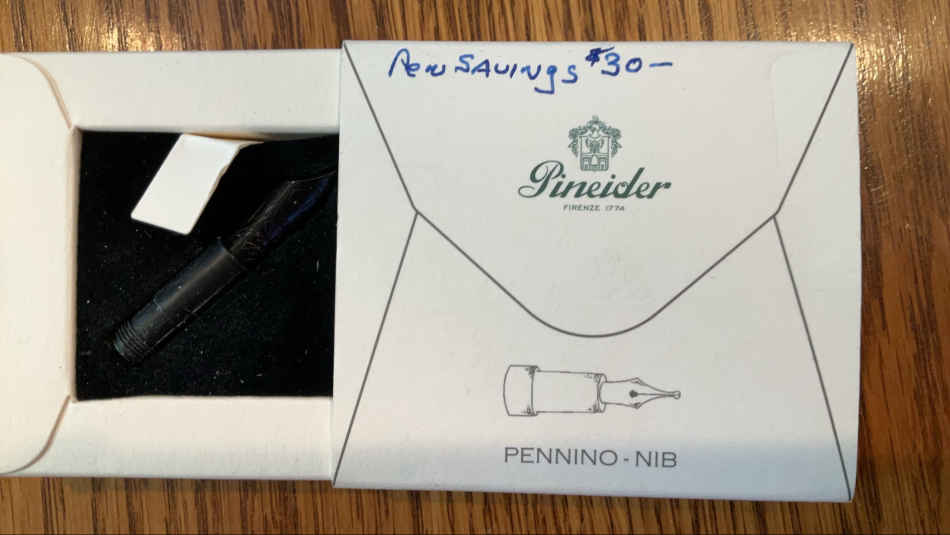 Pen SAVINgS $30-
Pineider
FIRENZE 1774
PENNINO - NIB